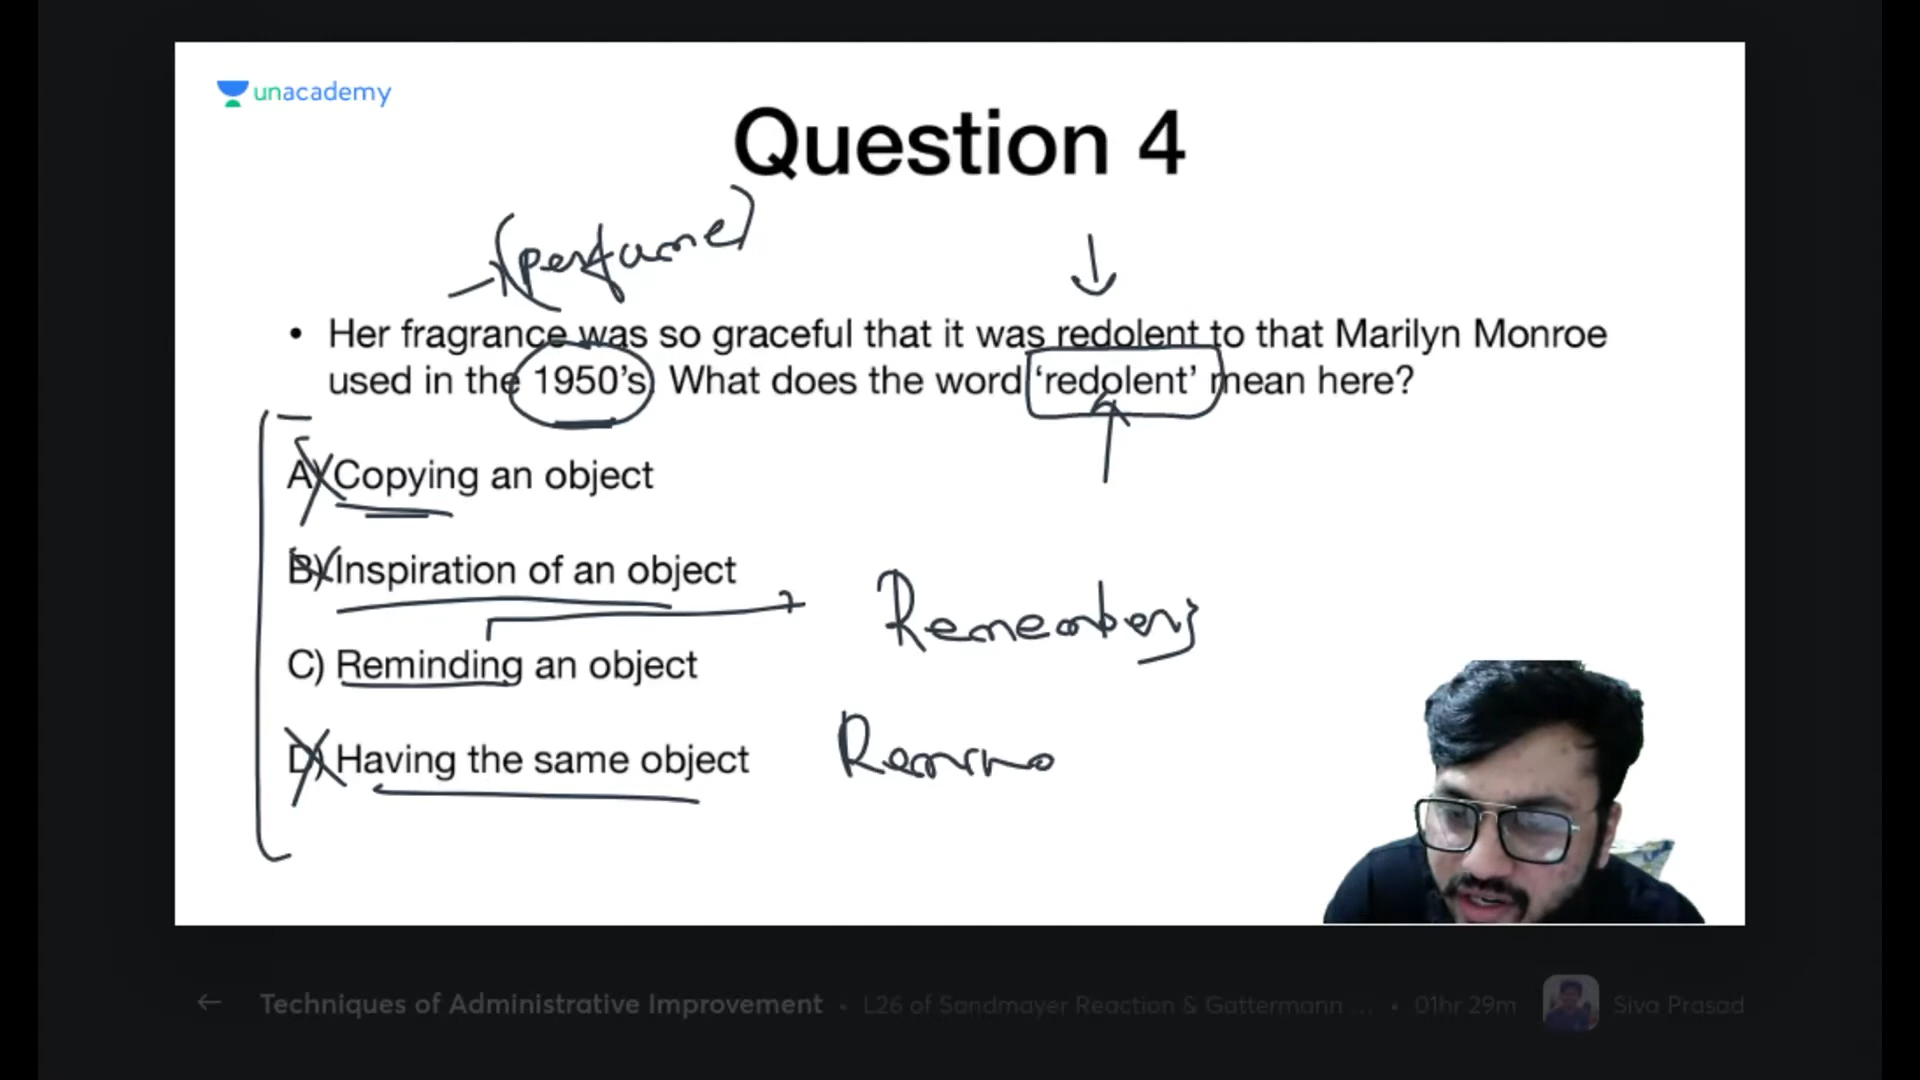 unacademy
Question 4
(perfume)
• Her fragrance was so graceful that it was redolent to that Marilyn Monroe
used in the 1950's. What does the word 'redolent' mean here?
A) Copying an object
B) Inspiration of an object
Remembers
C) Reminding an object
D) Having the same object
← Techniques of Administrative Improvement • L26 of Sandmayer Reaction & Gattermann ... • 01hr 29m Siva Prasad